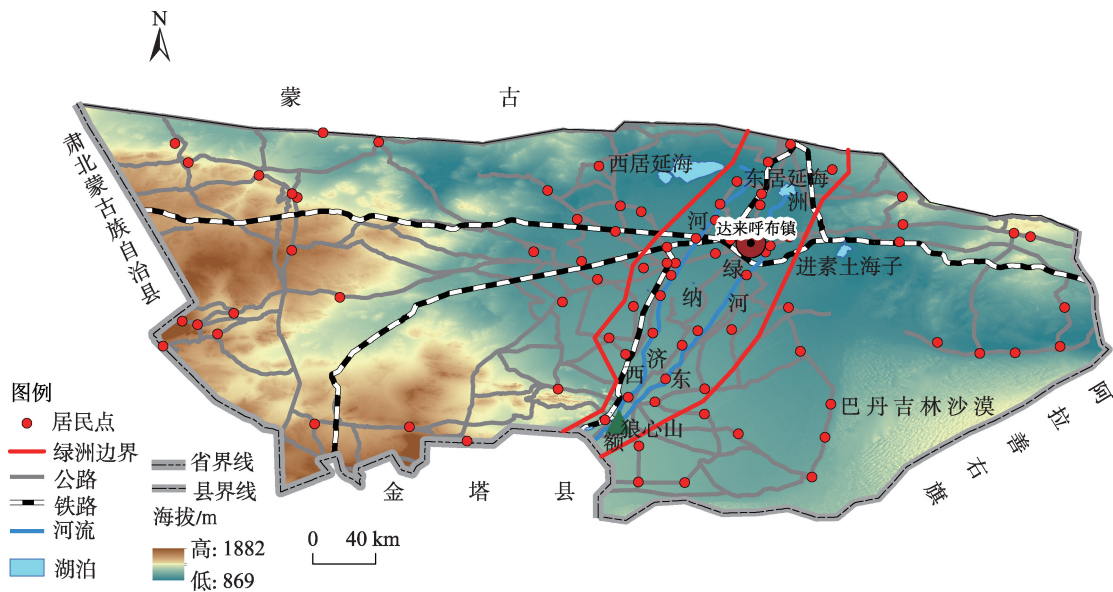 N
蒙古
肃北蒙古族自治县
西居延海
东居延海
洲
河
达来呼布镇
绿
进素土海子
纳
河
济
西
东
巴丹吉林沙漠
狼心山
额
阿拉善右旗
金塔县
图例
居民点
绿洲边界
公路
铁路
河流
湖泊
省界线
县界线
海拔/m
高: 1882
低: 869
0 40 km